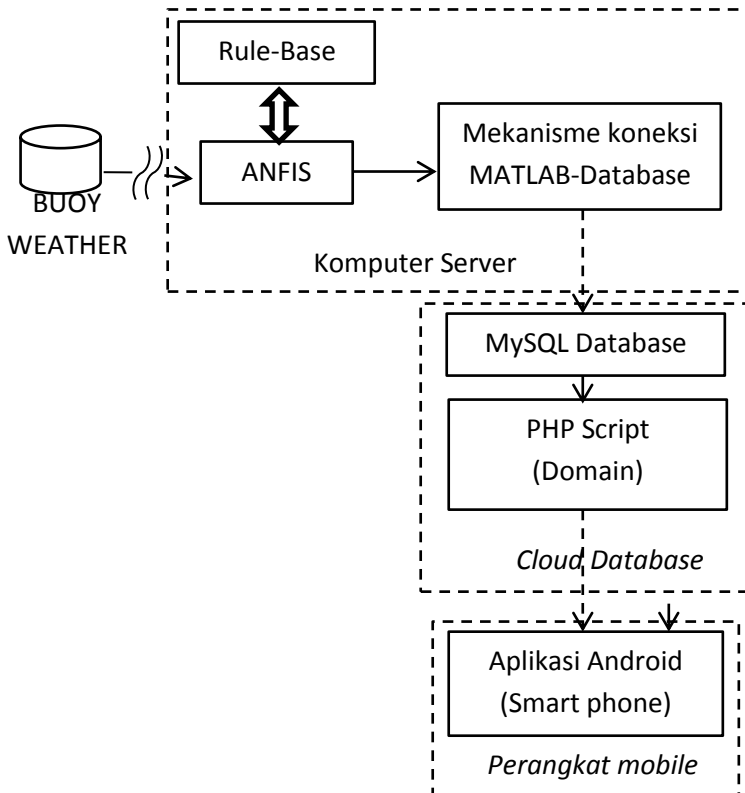 Rule-Base
ANFIS
Mekanisme koneksi
MATLAB-Database
BUOY
WEATHER
Komputer Server
MySQL Database
PHP Script
(Domain)
Cloud Database
Aplikasi Android
(Smart phone)
Perangkat mobile